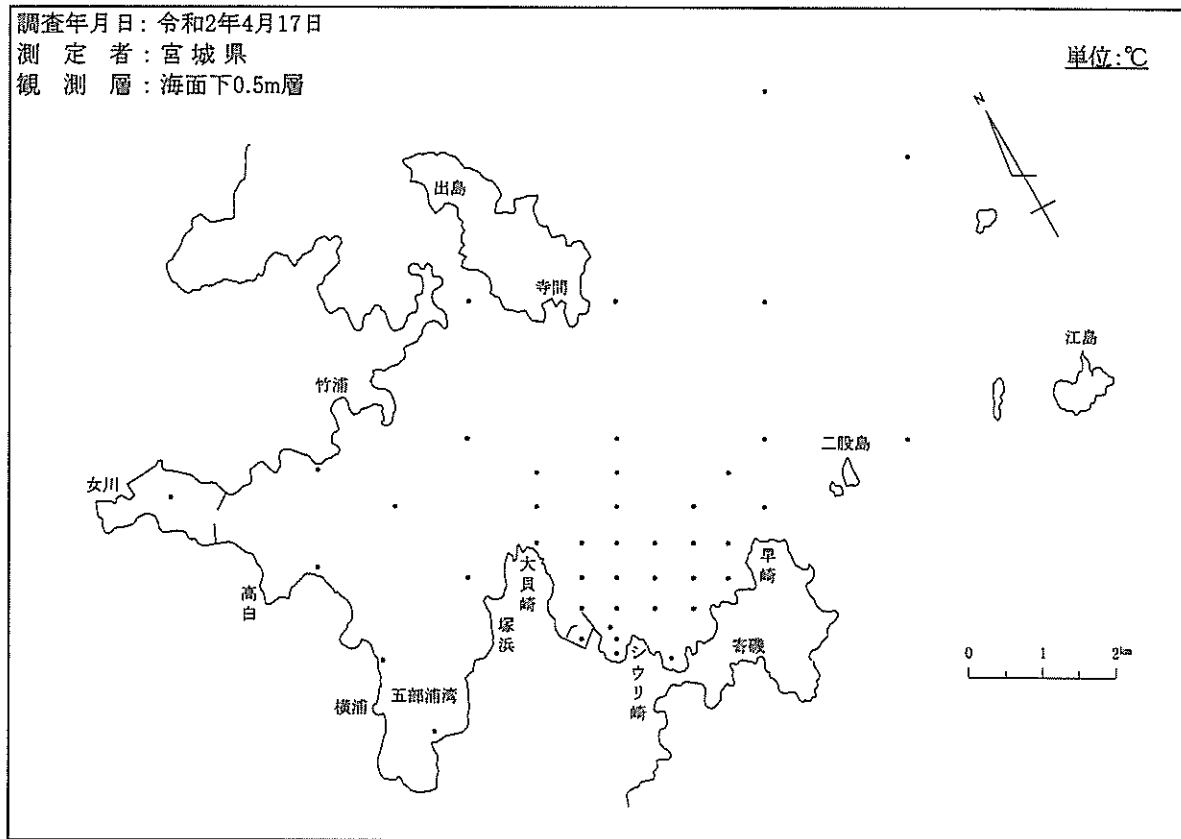 調査年月日：令和2年4月17日
測定者：宮城県
観測層：海面下0.5m層
単位：℃
N
出島
寺間
江島
竹浦
二股島
女川
早崎
大貝崎
高白
塚浜
寄磯
シウリ崎
五部浦湾
横浦
0 1 2km